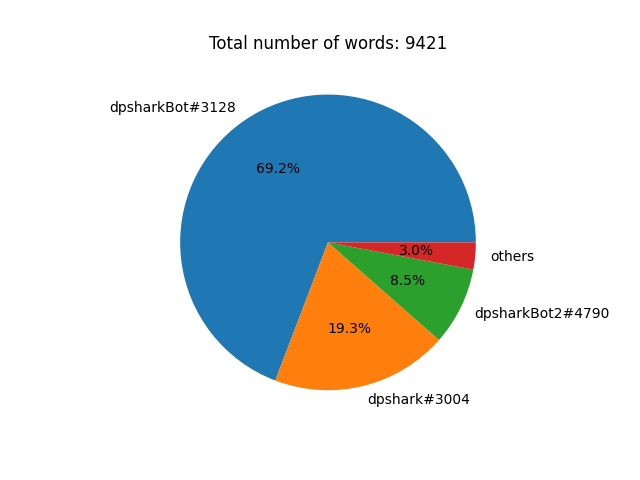 Total number of words: 9421
dpsharkBot#3128
69.2%
3.0%
others
8.5%
dpsharkBot2#4790
19.3%
dpshark#3004